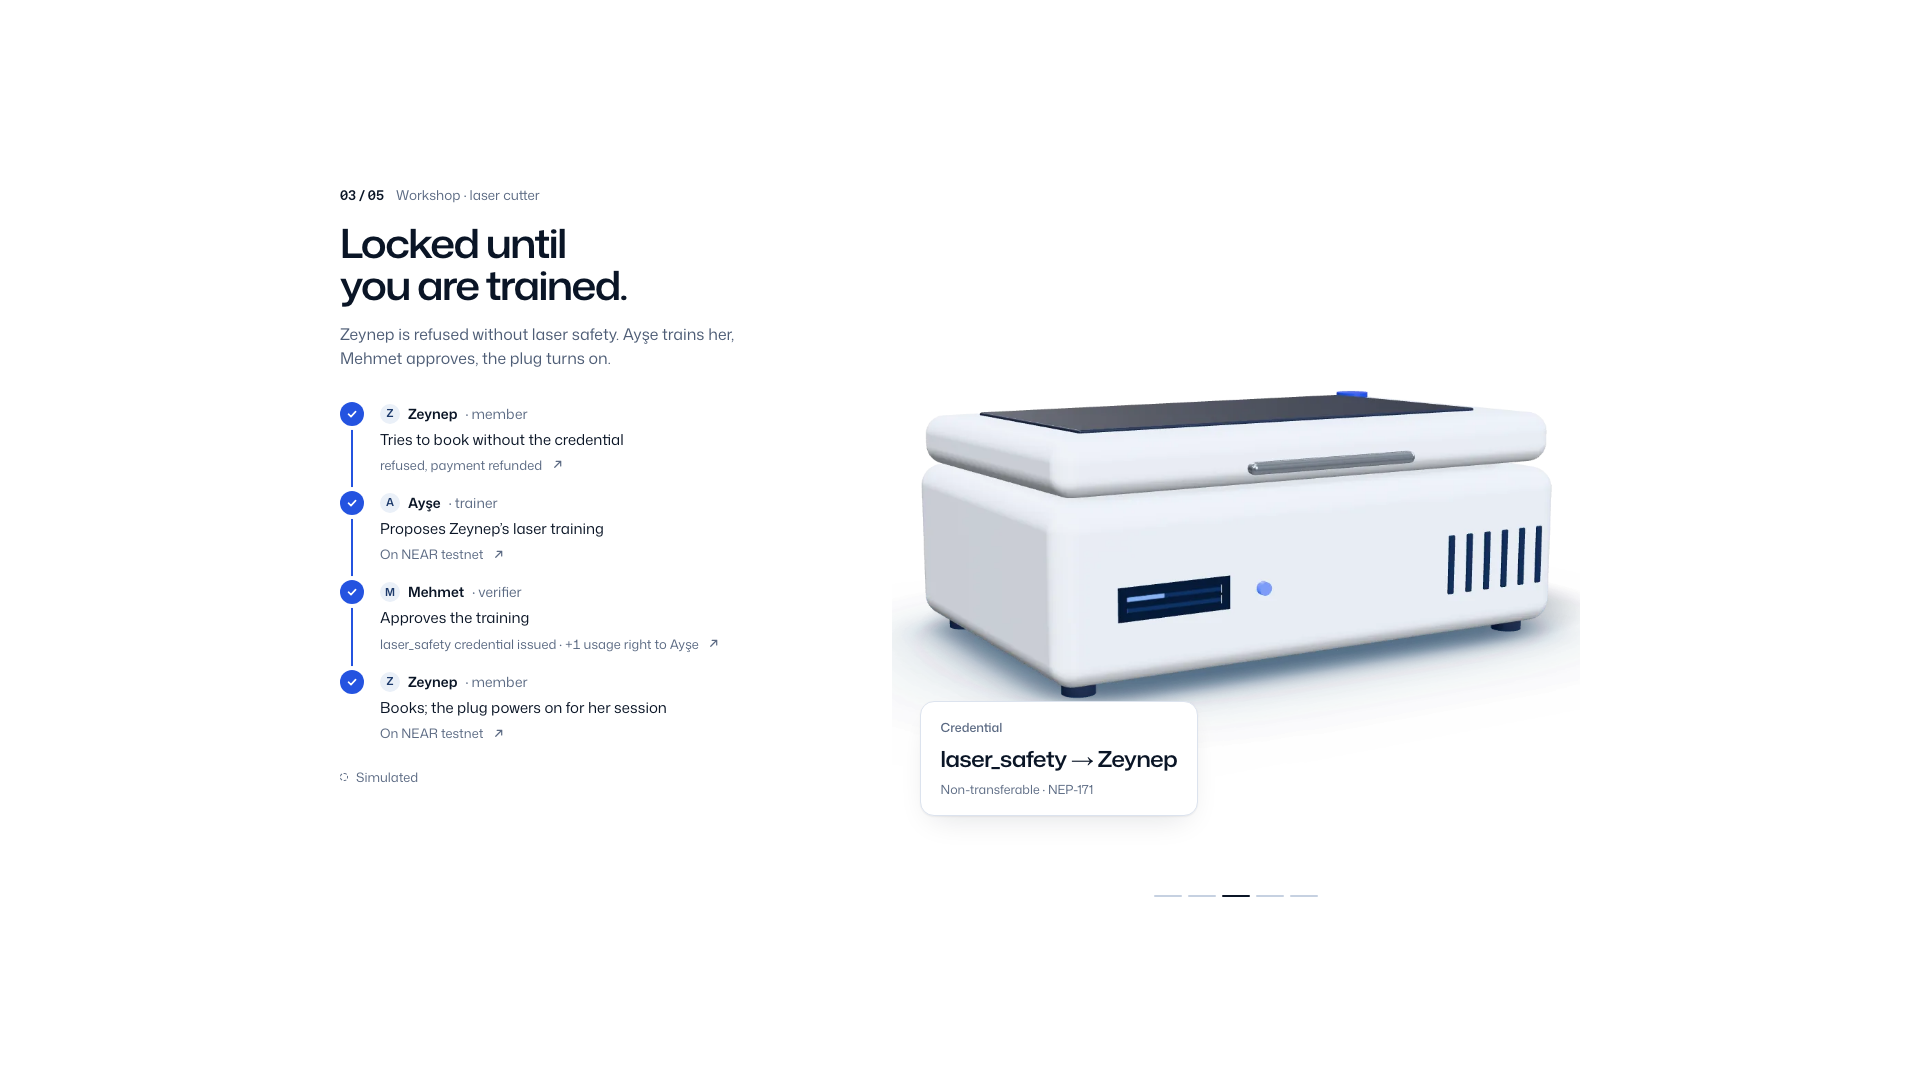 03 / 05 Workshop · laser cutter
Locked until
you are trained.
Zeynep is refused without laser safety. Ayşe trains her,
Mehmet approves, the plug turns on.
Z Zeynep · member
Tries to book without the credential
refused, payment refunded ↗
A Ayşe · trainer
Proposes Zeynep’s laser training
On NEAR testnet ↗
M Mehmet · verifier
Approves the training
laser_safety credential issued · +1 usage right to Ayşe ↗
Z Zeynep · member
Books; the plug powers on for her session
On NEAR testnet ↗
Simulated
Credential
laser_safety → Zeynep
Non-transferable · NEP-171